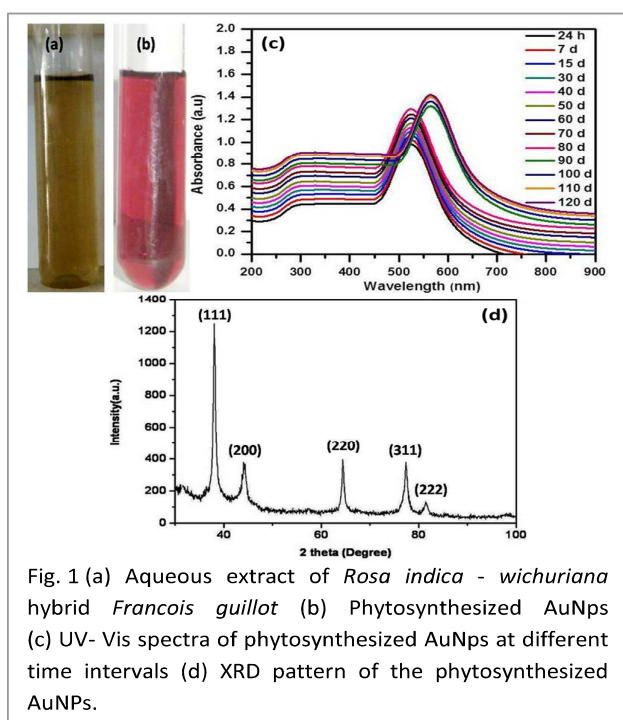 (a)
(b)
(c)
2.0
1.8
1.6
1.4
1.2
1.0
0.8
0.6
0.4
0.2
0.0
Absorbance (a.u)
24 h
7 d
15 d
30 d
40 d
50 d
60 d
70 d
80 d
90 d
100 d
110 d
120 d
200 300 400 500 600 700 800 900
Wavelength (nm)
(d)
1400
1200
1000
800
600
400
200
0
Intensity(a.u.)
(111)
(200)
(220)
(311)
(222)
40 60 80 100
2 theta (Degree)
Fig. 1 (a) Aqueous extract of Rosa indica - wichuriana
hybrid Francois guillot (b) Phytosynthesized AuNps
(c) UV- Vis spectra of phytosynthesized AuNps at different
time intervals (d) XRD pattern of the phytosynthesized
AuNPs.